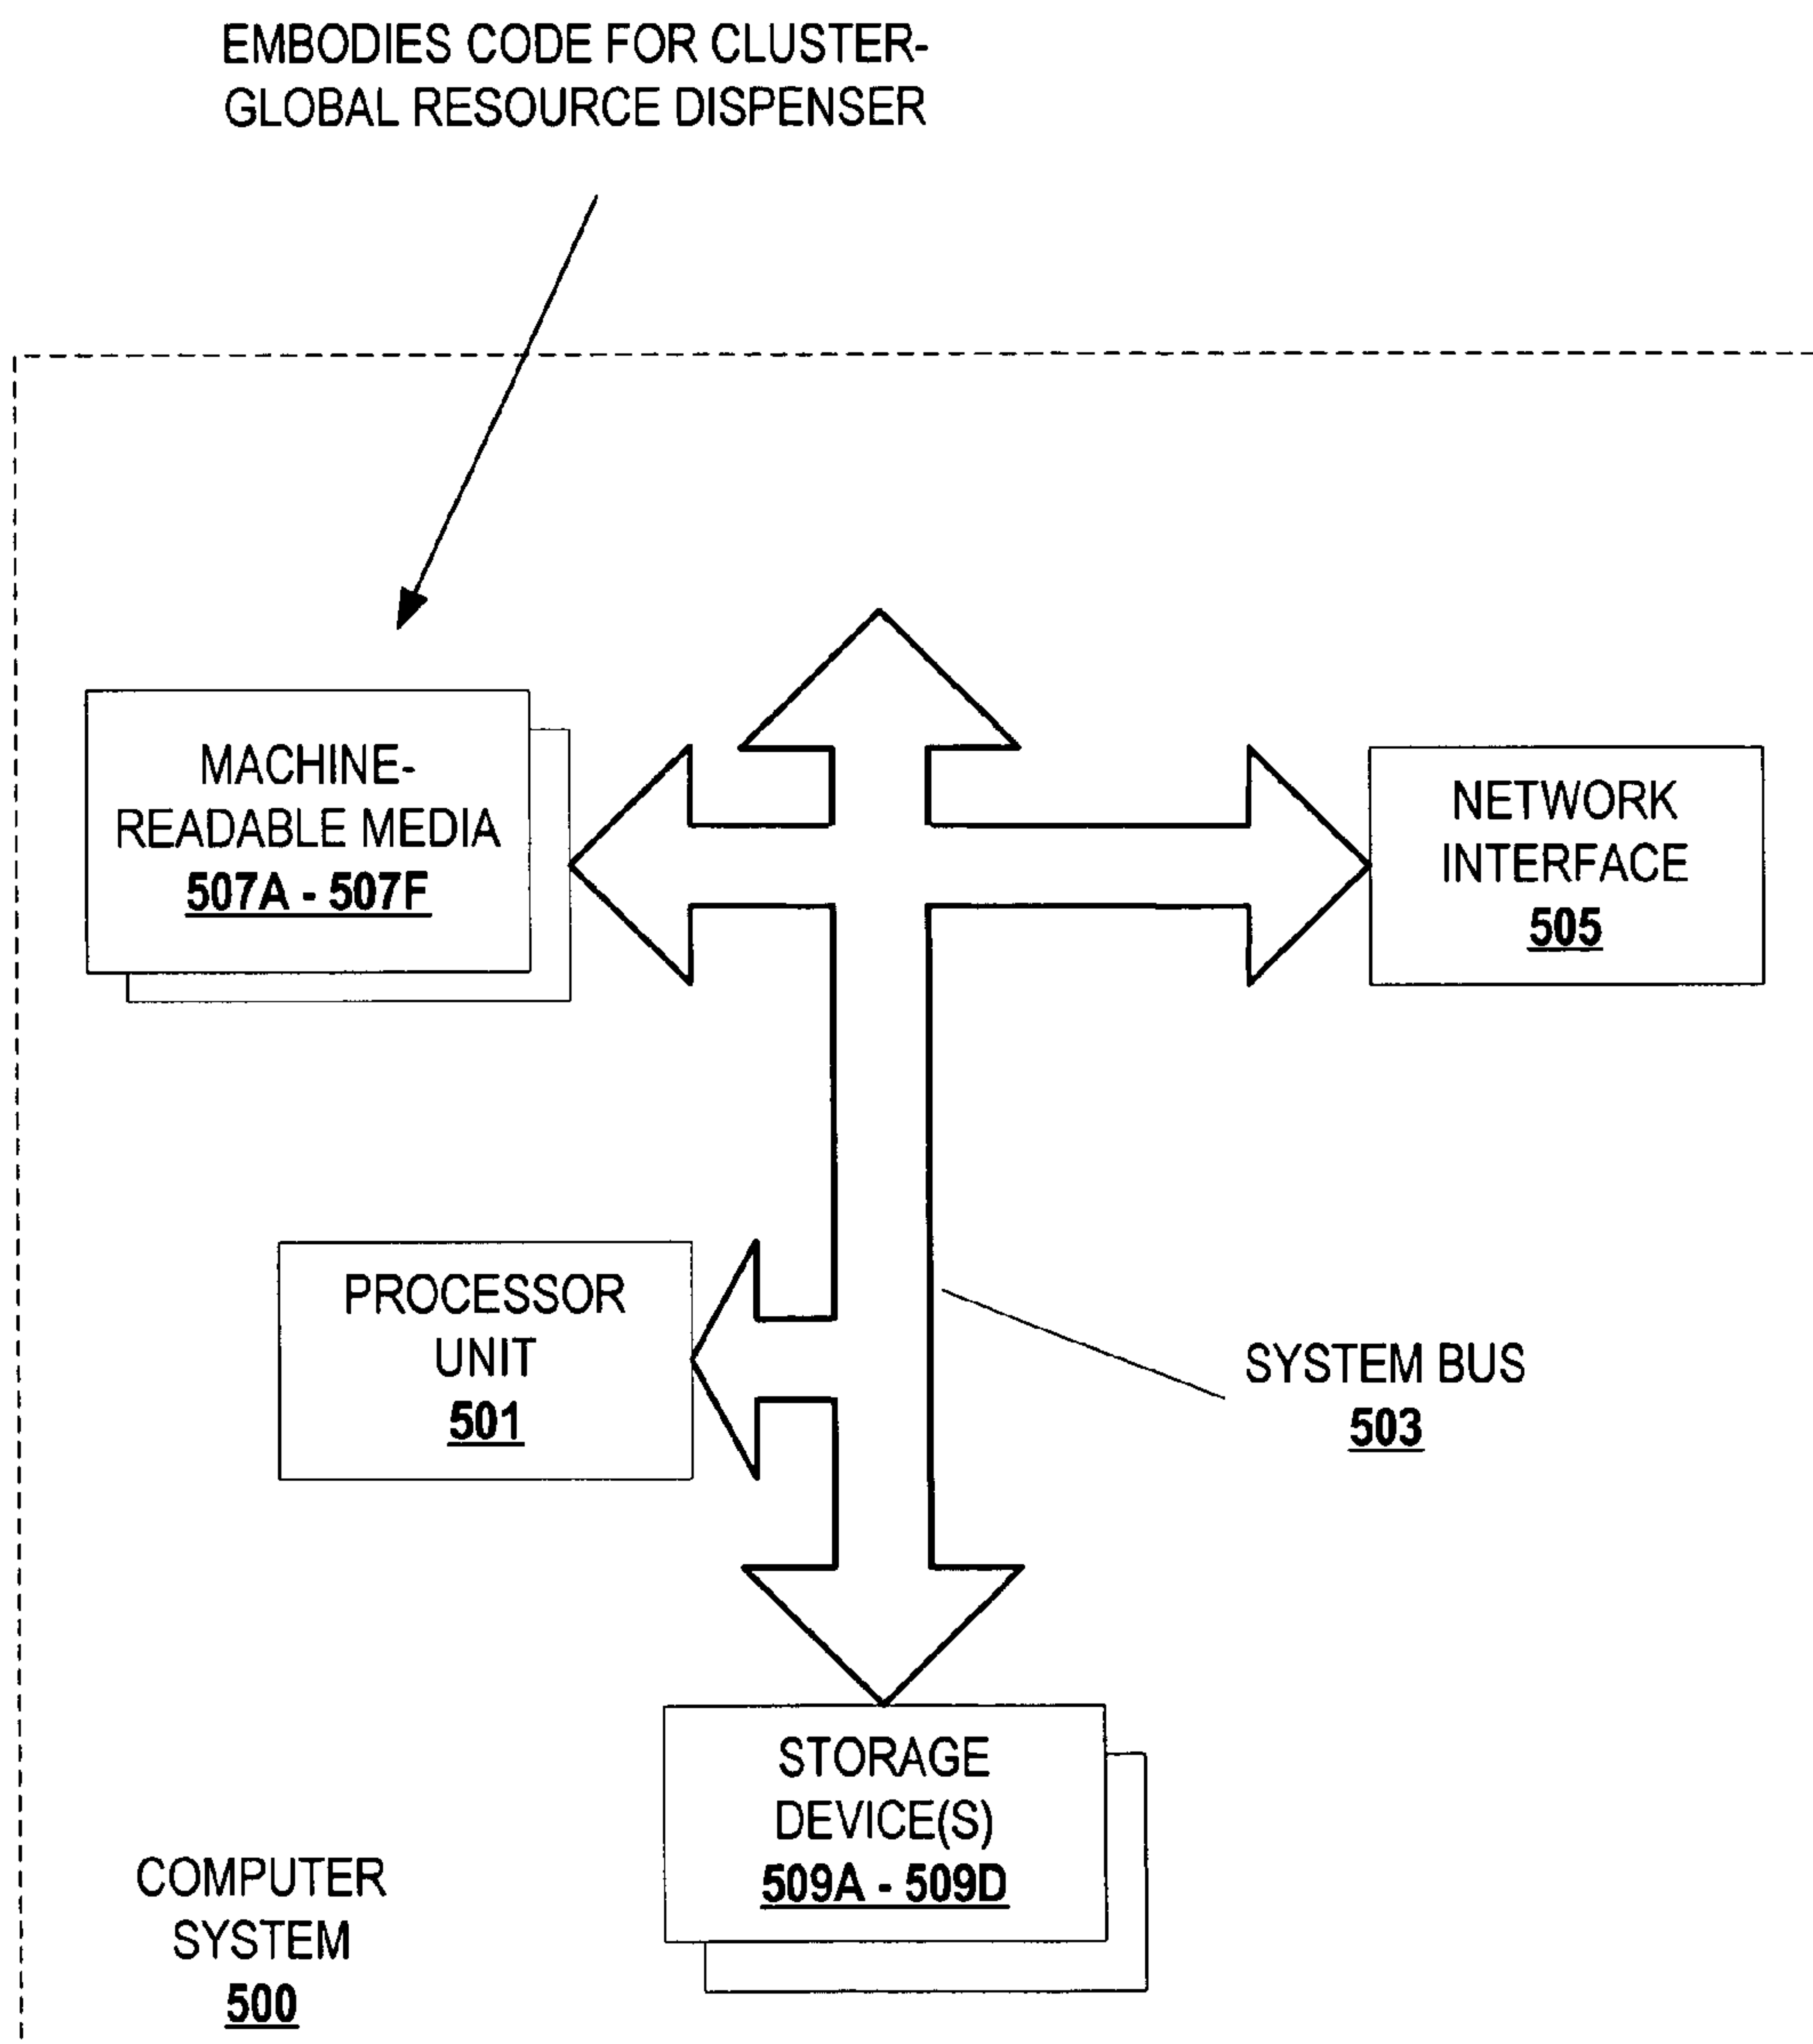 EMBODIES CODE FOR CLUSTER-
GLOBAL RESOURCE DISPENSER
MACHINE-
READABLE MEDIA
507A - 507F
NETWORK
INTERFACE
505
PROCESSOR
UNIT
501
SYSTEM BUS
503
STORAGE
DEVICE(S)
509A - 509D
COMPUTER
SYSTEM
500